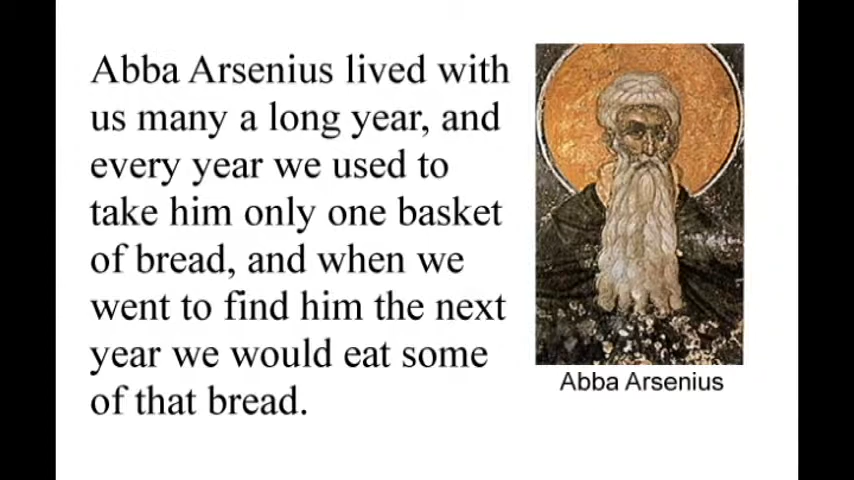 Abba Arsenius lived with
us many a long year, and
every year we used to
take him only one basket
of bread, and when we
went to find him the next
year we would eat some
of that bread.
Abba Arsenius